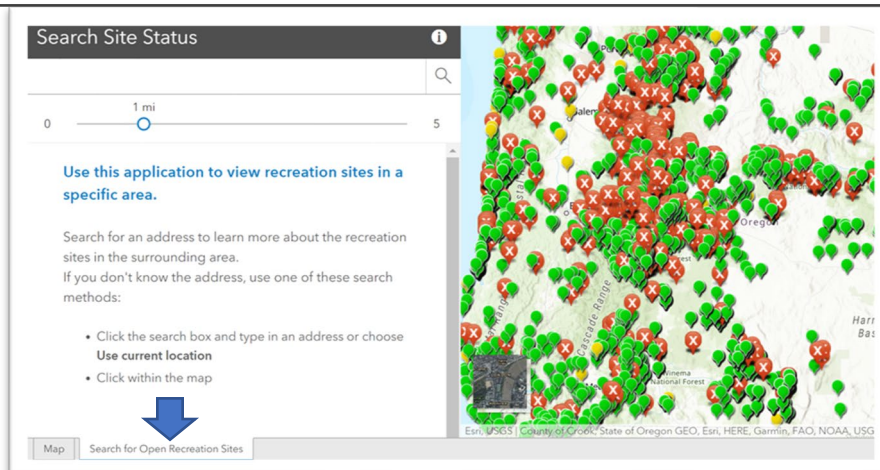 Search Site Status
1 mi
0
5
Use this application to view recreation sites in a
specific area.
Search for an address to learn more about the recreation
sites in the surrounding area.
If you don't know the address, use one of these search
methods:
• Click the search box and type in an address or choose
Use current location
• Click within the map
Map
Search for Open Recreation Sites
Oregon
Cascade Range
National Forest
Esri, USGS | County of Crook, State of Oregon GEO, Esri, HERE, Garmin, FAO, NOAA, USG